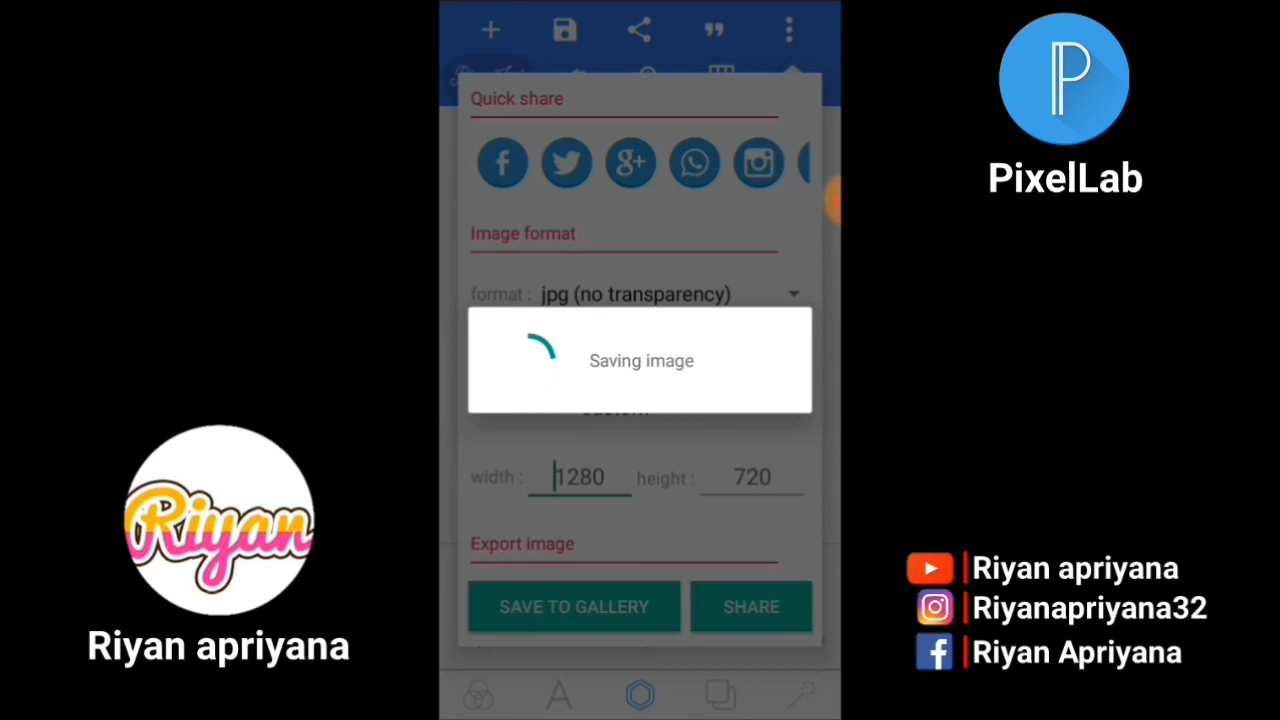 Quick share
Image format
format : jpg (no transparency)
Saving image
width : 1280 height : 720
Export image
SAVE TO GALLERY SHARE
PixelLab
Riyan
Riyan apriyana
Riyan apriyana
Riyanapriyana32
Riyan Apriyana